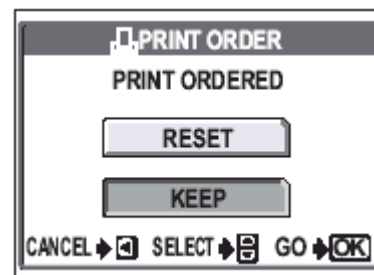 PRINT ORDER
PRINT ORDERED
RESET
KEEP
CANCEL SELECT GO OK